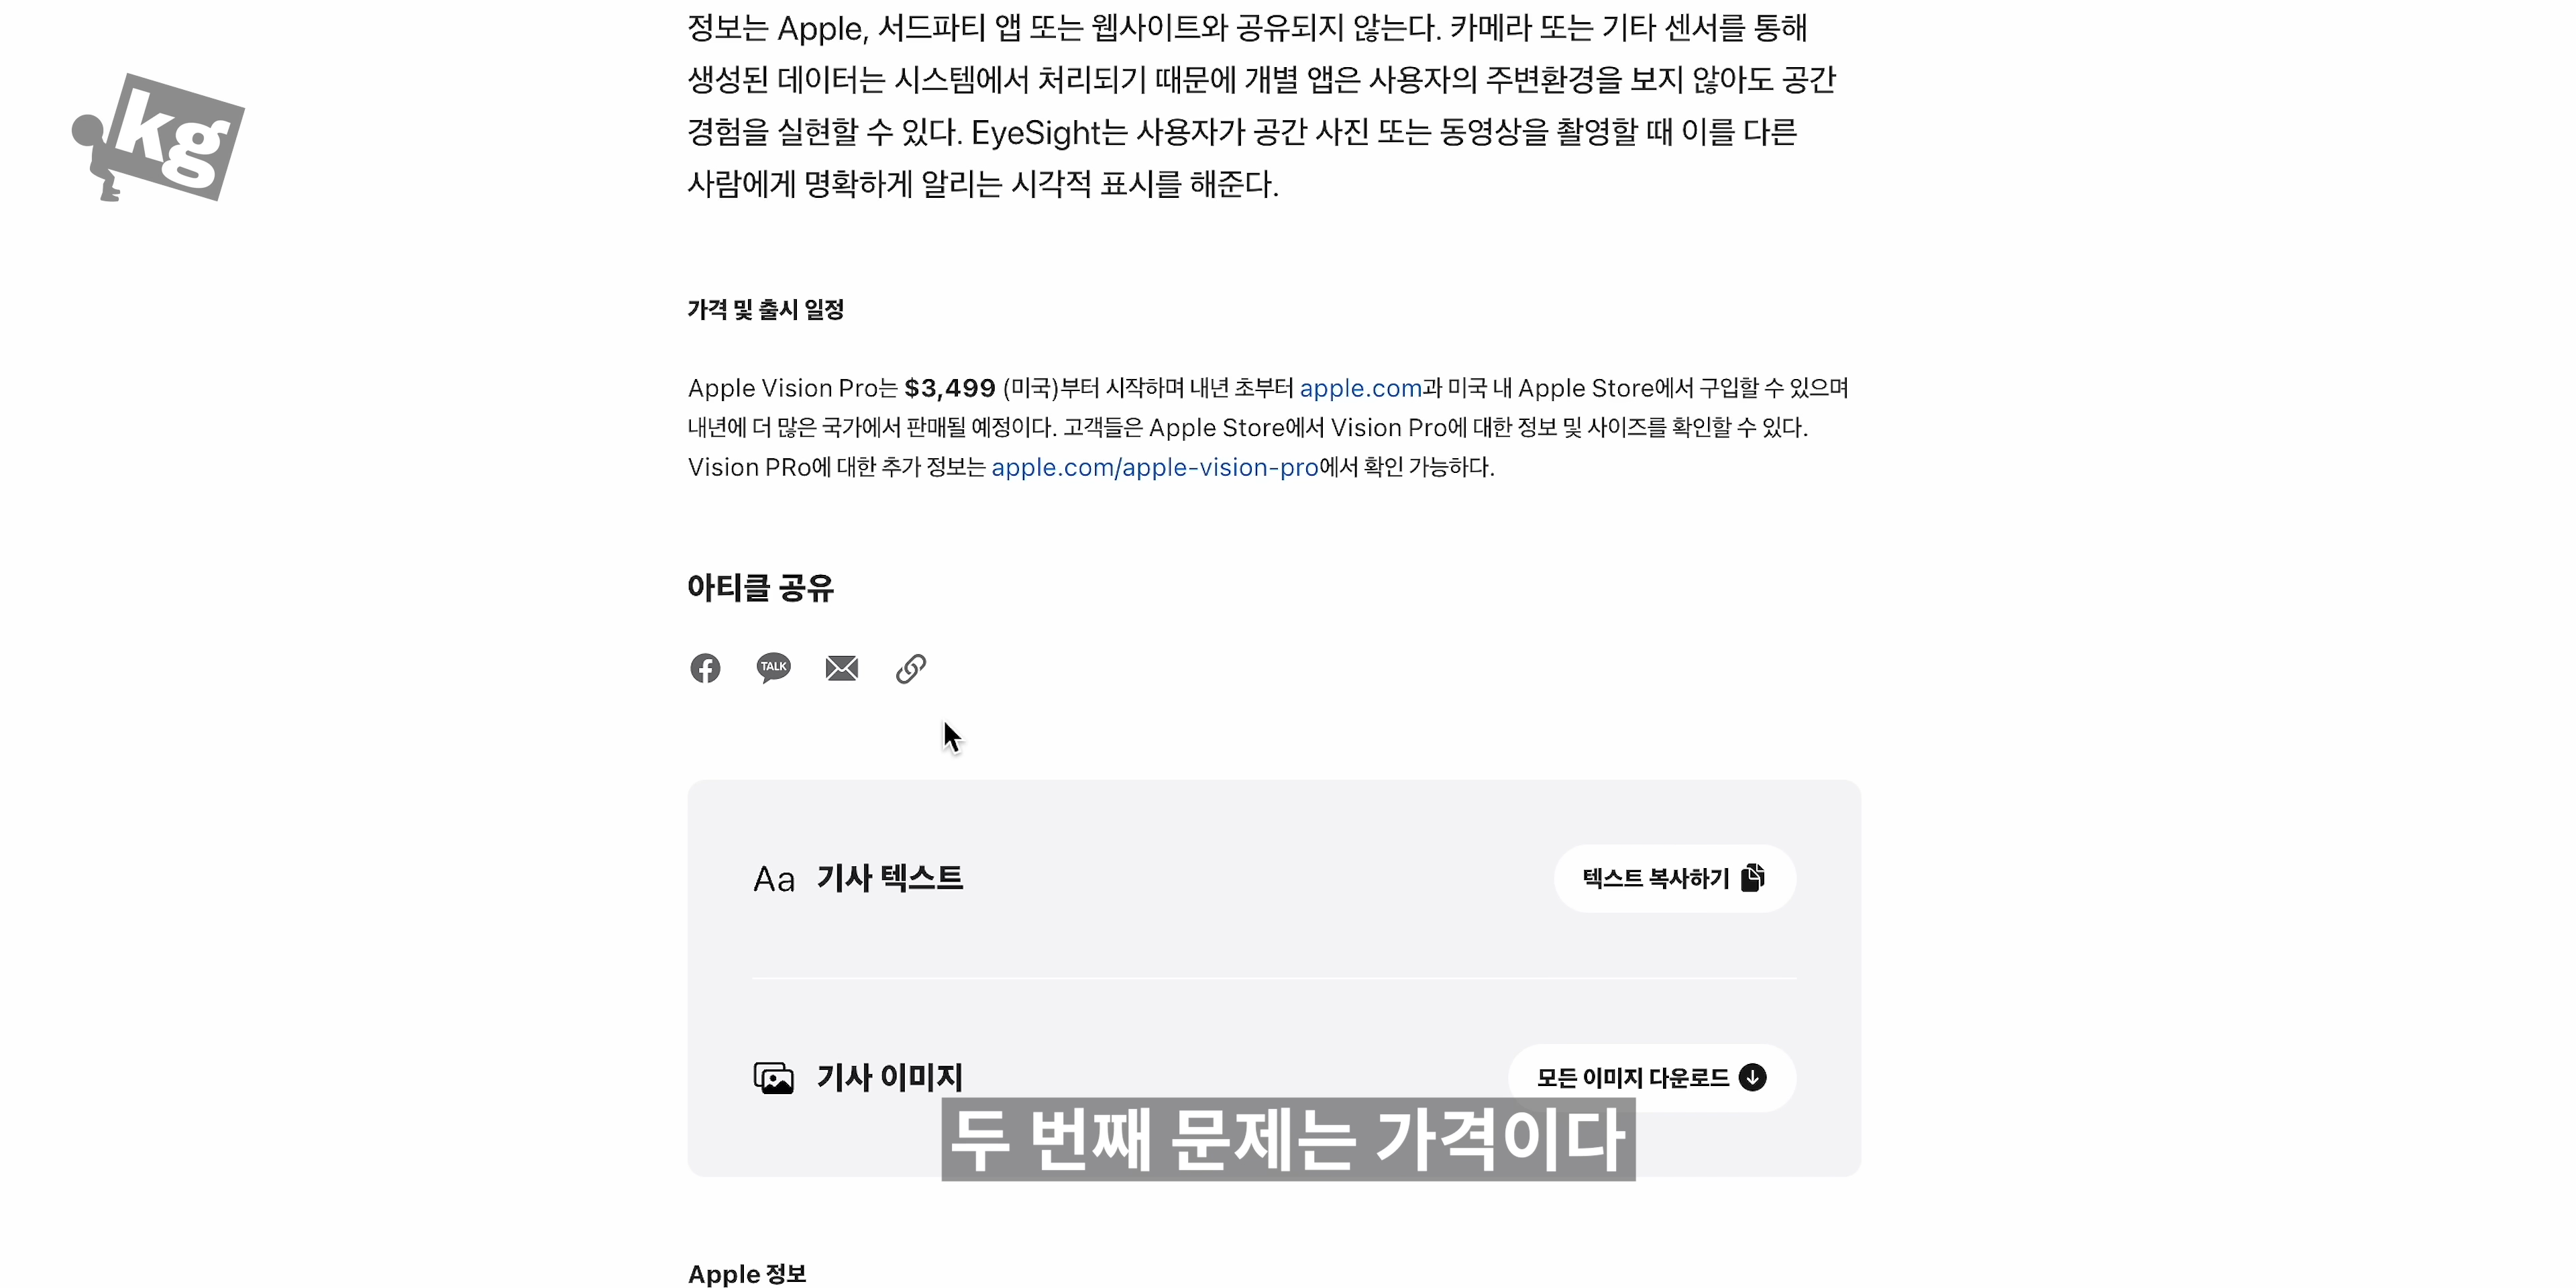 kg
정보는 Apple, 서드파티 앱 또는 웹사이트와 공유되지 않는다. 카메라 또는 기타 센서를 통해
생성된 데이터는 시스템에서 처리되기 때문에 개별 앱은 사용자의 주변환경을 보지 않아도 공간
경험을 실현할 수 있다. EyeSight는 사용자가 공간 사진 또는 동영상을 촬영할 때 이를 다른
사람에게 명확하게 알리는 시각적 표시를 해준다.
가격 및 출시 일정
Apple Vision Pro는 $3,499 (미국)부터 시작하며 내년 초부터 apple.com과 미국 내 Apple Store에서 구입할 수 있으며
내년에 더 많은 국가에서 판매될 예정이다. 고객들은 Apple Store에서 Vision Pro에 대한 정보 및 사이즈를 확인할 수 있다.
Vision PRo에 대한 추가 정보는 apple.com/apple-vision-pro에서 확인 가능하다.
아티클 공유
TALK
Aa 기사 텍스트
텍스트 복사하기
기사 이미지
모든 이미지 다운로드
두 번째 문제는 가격이다
Apple 정보